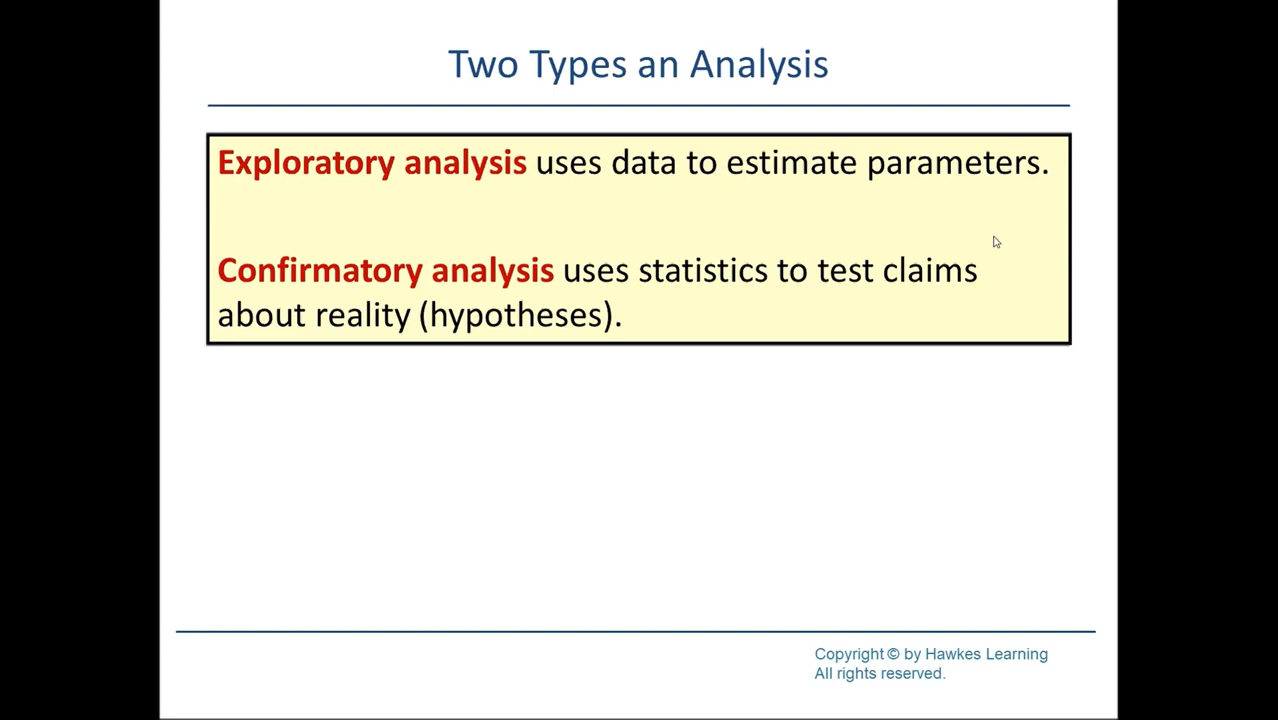 Two Types an Analysis
Exploratory analysis uses data to estimate parameters.
Confirmatory analysis uses statistics to test claims
about reality (hypotheses).
Copyright © by Hawkes Learning
All rights reserved.